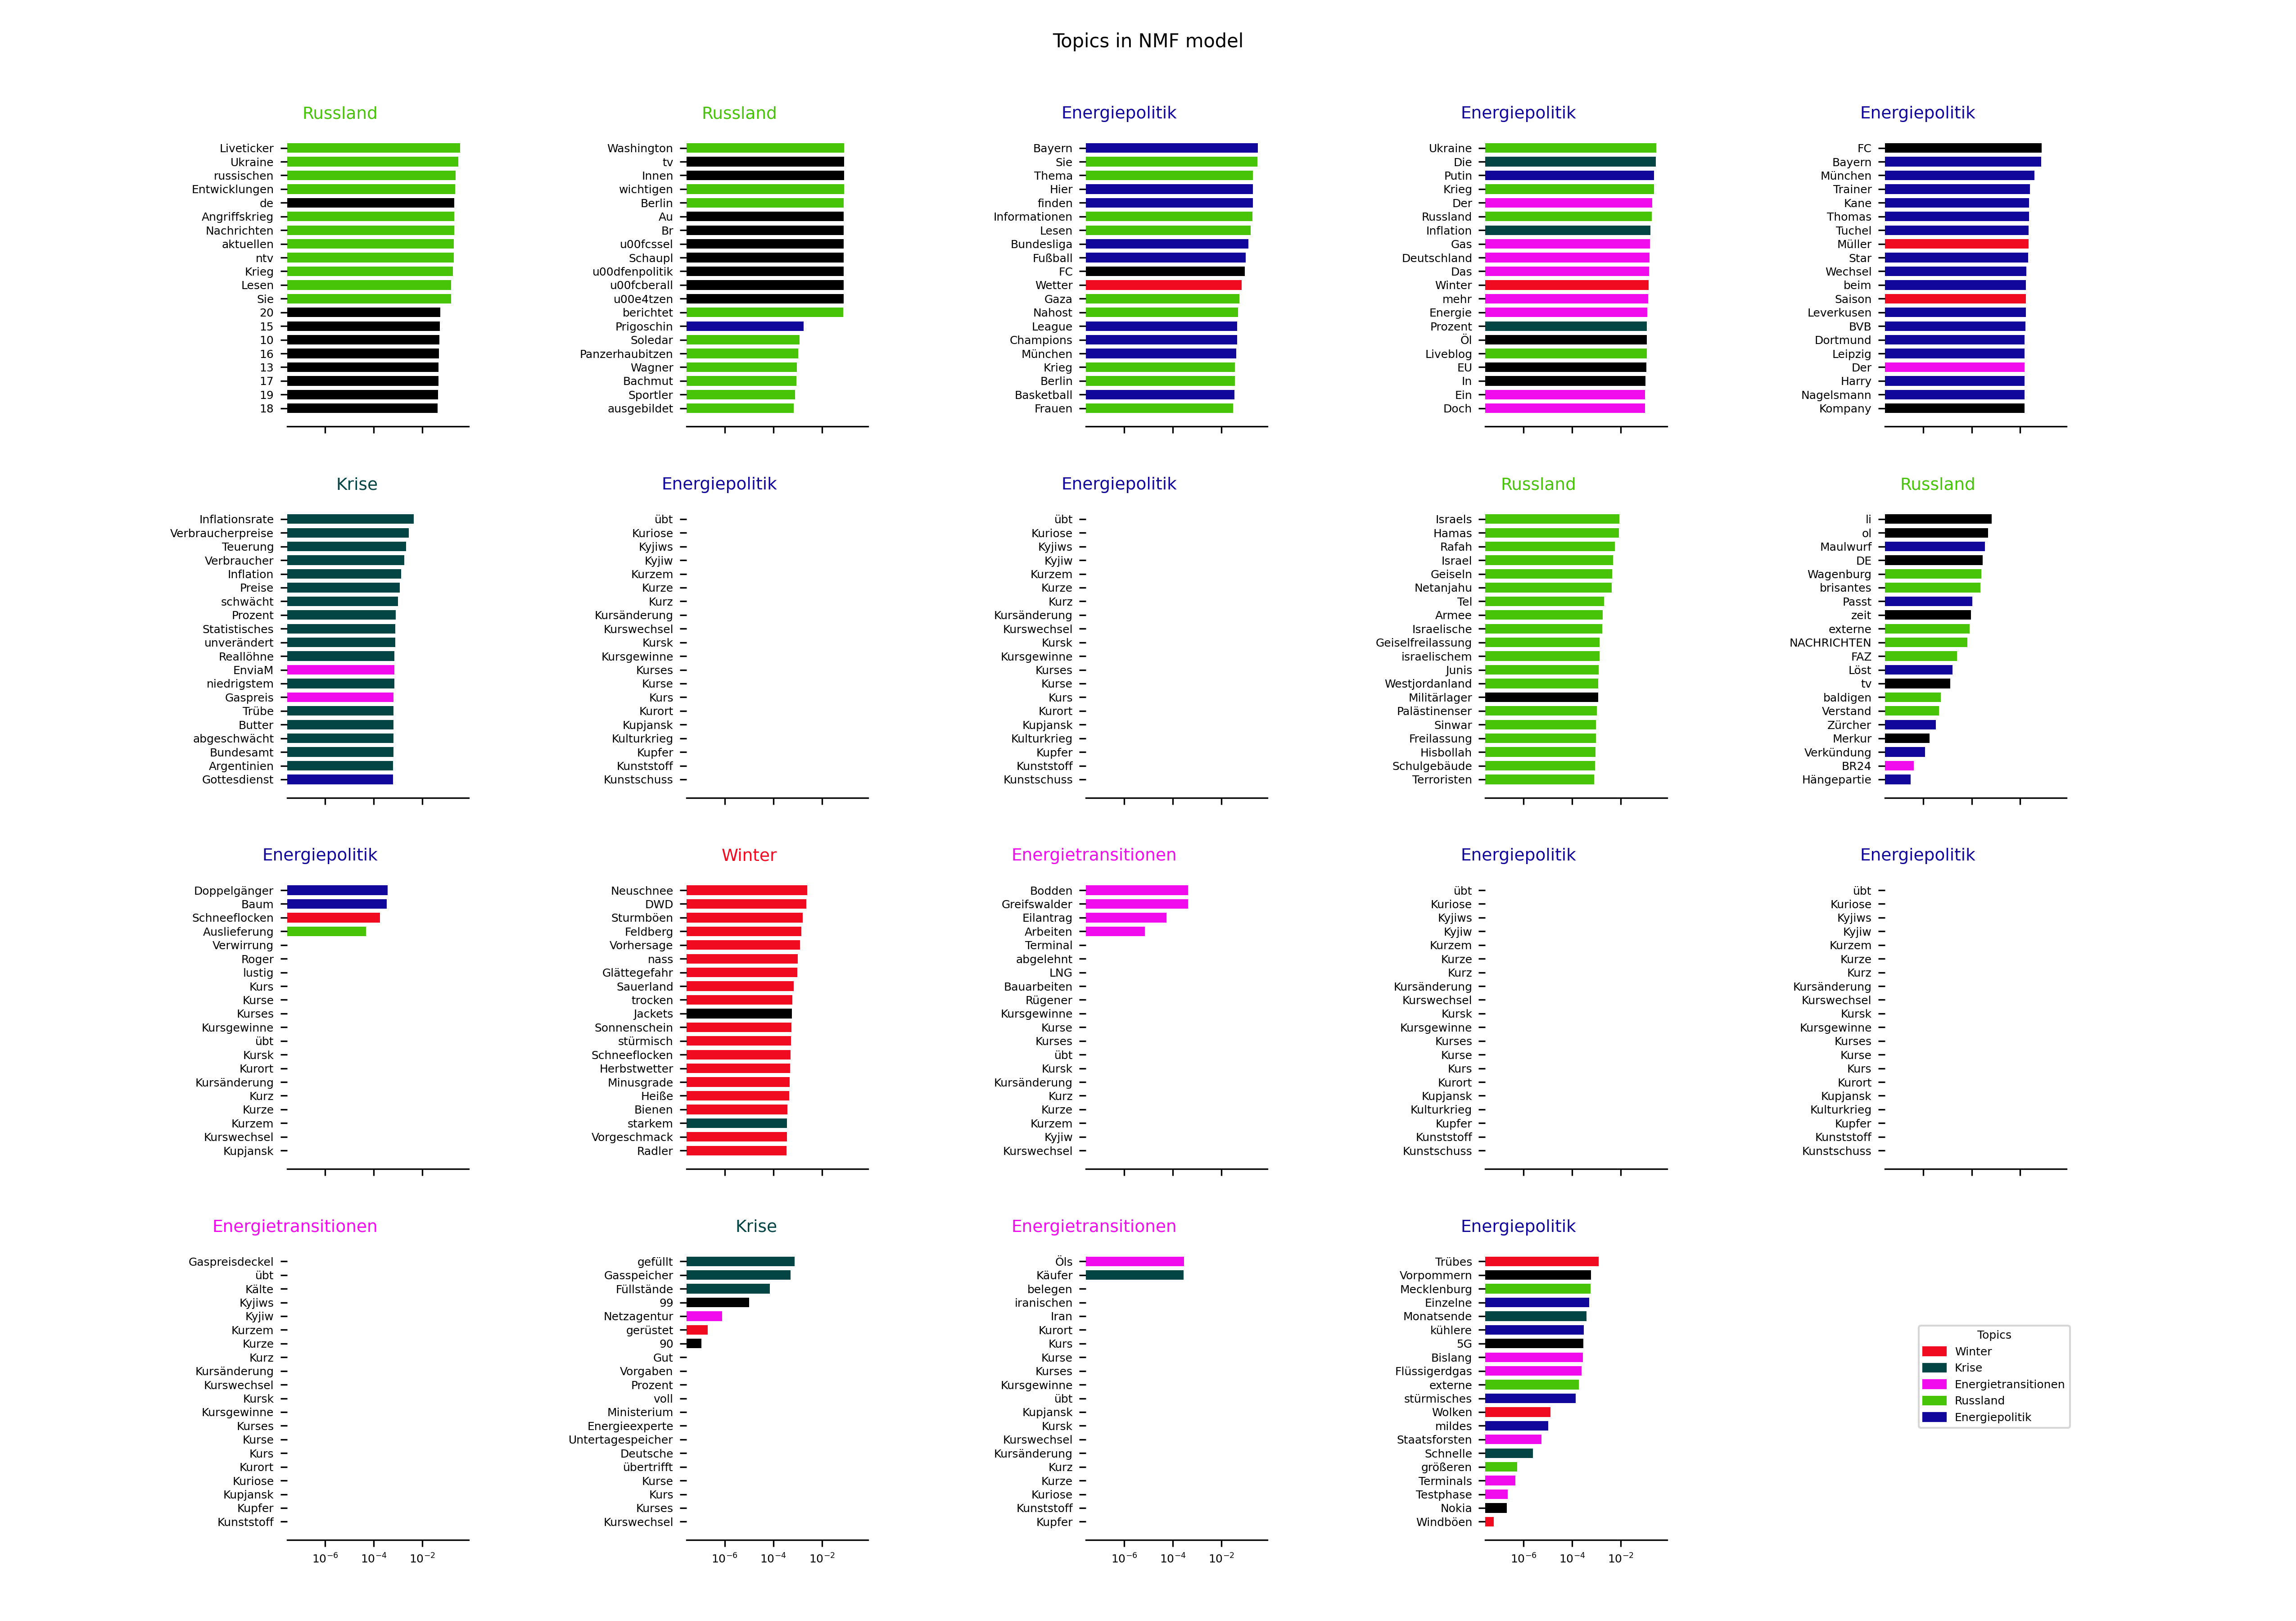 Topics in NMF model
Russland
Liveticker
Ukraine
russischen
Entwicklungen
de
Angriffskrieg
Nachrichten
aktuellen
ntv
Krieg
Lesen
Sie
20
15
10
16
13
17
19
18
Russland
Washington
tv
Innen
wichtigen
Berlin
Au
Br
u00fcssel
Schaupl
u00dfenpolitik
u00fcberall
u00e4tzen
berichtet
Prigoschin
Soledar
Panzerhaubitzen
Wagner
Bachmut
Sportler
ausgebildet
Energiepolitik
Bayern
Sie
Thema
Hier
finden
Informationen
Lesen
Bundesliga
Fußball
FC
Wetter
Gaza
Nahost
League
Champions
München
Krieg
Berlin
Basketball
Frauen
Energiepolitik
Ukraine
Die
Putin
Krieg
Der
Russland
Inflation
Gas
Deutschland
Das
Winter
mehr
Energie
Prozent
Öl
Liveblog
EU
In
Ein
Doch
Energiepolitik
FC
Bayern
München
Trainer
Kane
Thomas
Tuchel
Müller
Star
Wechsel
beim
Saison
Leverkusen
BVB
Dortmund
Leipzig
Der
Harry
Nagelsmann
Kompany
Krise
Inflationsrate
Verbraucherpreise
Teuerung
Verbraucher
Inflation
Preise
schwächt
Prozent
Statistisches
unverändert
Reallöhne
EnviaM
niedrigstem
Gaspreis
Trübe
Butter
abgeschwächt
Bundesamt
Argentinien
Gottesdienst
Energiepolitik
übt
Kuriose
Kyjiws
Kyjiw
Kurzem
Kurze
Kurz
Kursänderung
Kurswechsel
Kursk
Kursgewinne
Kurses
Kurse
Kurs
Kurort
Kupjansk
Kulturkrieg
Kupfer
Kunststoff
Kunstschuss
Energiepolitik
übt
Kuriose
Kyjiws
Kyjiw
Kurzem
Kurze
Kurz
Kursänderung
Kurswechsel
Kursk
Kursgewinne
Kurses
Kurse
Kurs
Kurort
Kupjansk
Kulturkrieg
Kupfer
Kunststoff
Kunstschuss
Russland
Israels
Hamas
Rafah
Israel
Geiseln
Netanjahu
Tel
Armee
Israelische
Geiselfreilassung
israelischem
Junis
Westjordanland
Militärlager
Palästinenser
Sinwar
Freilassung
Hisbollah
Schulgebäude
Terroristen
Russland
li
ol
Maulwurf
DE
Wagenburg
brisantes
Passt
zeit
externe
NACHRICHTEN
FAZ
Löst
tv
baldigen
Verstand
Zürcher
Merkur
Verkündung
BR24
Hängepartie
Energiepolitik
Doppelgänger
Baum
Schneeflocken
Auslieferung
Verwirrung
Roger
lustig
Kurs
Kurse
Kurses
Kursgewinne
übt
Kursk
Kurort
Kursänderung
Kurz
Kurze
Kurzem
Kurswechsel
Kupjansk
Winter
Neuschnee
DWD
Sturmböen
Feldberg
Vorhersage
nass
Glättegefahr
Sauerland
trocken
Jackets
Sonnenschein
stürmisch
Schneeflocken
Herbstwetter
Minusgrade
Heiße
Bienen
starkem
Vorgeschmack
Radler
Energietransitionen
Bodden
Greifswalder
Eilantrag
Arbeiten
Terminal
abgelehnt
LNG
Bauarbeiten
Rügener
Kursgewinne
Kurse
Kurses
übt
Kursk
Kursänderung
Kurz
Kurze
Kurzem
Kyjiw
Kurswechsel
Energiepolitik
übt
Kuriose
Kyjiws
Kyjiw
Kurzem
Kurze
Kurz
Kursänderung
Kurswechsel
Kursk
Kursgewinne
Kurses
Kurse
Kurs
Kurort
Kupjansk
Kulturkrieg
Kupfer
Kunststoff
Kunstschuss
Energiepolitik
übt
Kuriose
Kyjiws
Kyjiw
Kurzem
Kurze
Kurz
Kursänderung
Kurswechsel
Kursk
Kursgewinne
Kurses
Kurse
Kurs
Kurort
Kupjansk
Kulturkrieg
Kupfer
Kunststoff
Kunstschuss
Energietransitionen
Gaspreisdeckel
übt
Kälte
Kyjiws
Kyjiw
Kurzem
Kurze
Kurz
Kursänderung
Kurswechsel
Kursk
Kursgewinne
Kurses
Kurse
Kurs
Kurort
Kuriose
Kupjansk
Kupfer
Kunststoff
10⁻⁶ 10⁻⁴ 10⁻²
Krise
gefüllt
Gasspeicher
Füllstände
99
Netzagentur
gerüstet
90
Gut
Vorgaben
Prozent
voll
Ministerium
Energieexperte
Untertagespeicher
Deutsche
übertrifft
Kurse
Kurs
Kurses
Kurswechsel
10⁻⁶ 10⁻⁴ 10⁻²
Energietransitionen
Öls
Käufer
belegen
iranischen
Iran
Kurort
Kurs
Kurse
Kurses
Kursgewinne
übt
Kupjansk
Kursk
Kurswechsel
Kursänderung
Kurz
Kurze
Kuriose
Kunststoff
Kupfer
10⁻⁶ 10⁻⁴ 10⁻²
Energiepolitik
Trübes
Vorpommern
Mecklenburg
Einzelne
Monatsende
kühlere
5G
Bislang
Flüssigerdgas
externe
stürmisches
Wolken
mildes
Staatsforsten
Schnelle
größeren
Terminals
Testphase
Nokia
Windböen
10⁻⁶ 10⁻⁴ 10⁻²
Topics
Winter
Krise
Energietransitionen
Russland
Energiepolitik